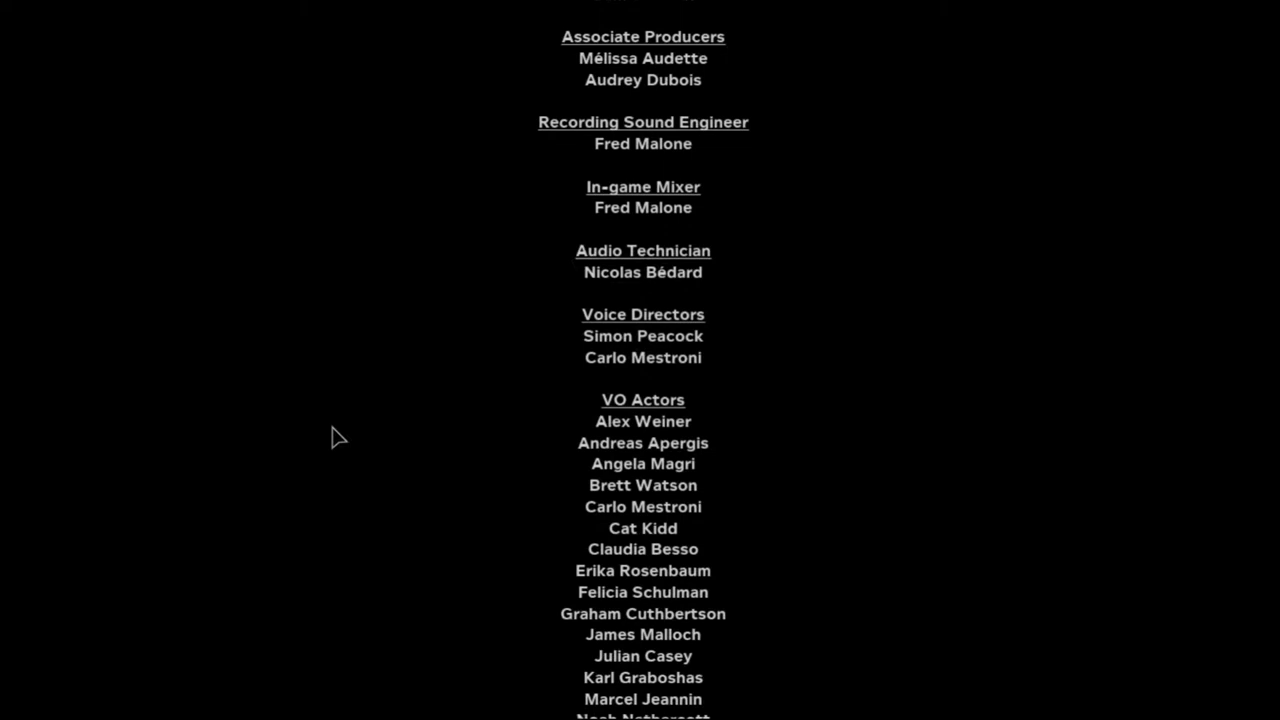 Associate Producers
Mélissa Audette
Audrey Dubois
Recording Sound Engineer
Fred Malone
In-game Mixer
Fred Malone
Audio Technician
Nicolas Bédard
Voice Directors
Simon Peacock
Carlo Mestroni
VO Actors
Alex Weiner
Andreas Apergis
Angela Magri
Brett Watson
Carlo Mestroni
Cat Kidd
Claudia Besso
Erika Rosenbaum
Felicia Schulman
Graham Cuthbertson
James Malloch
Julian Casey
Karl Graboshas
Marcel Jeannin